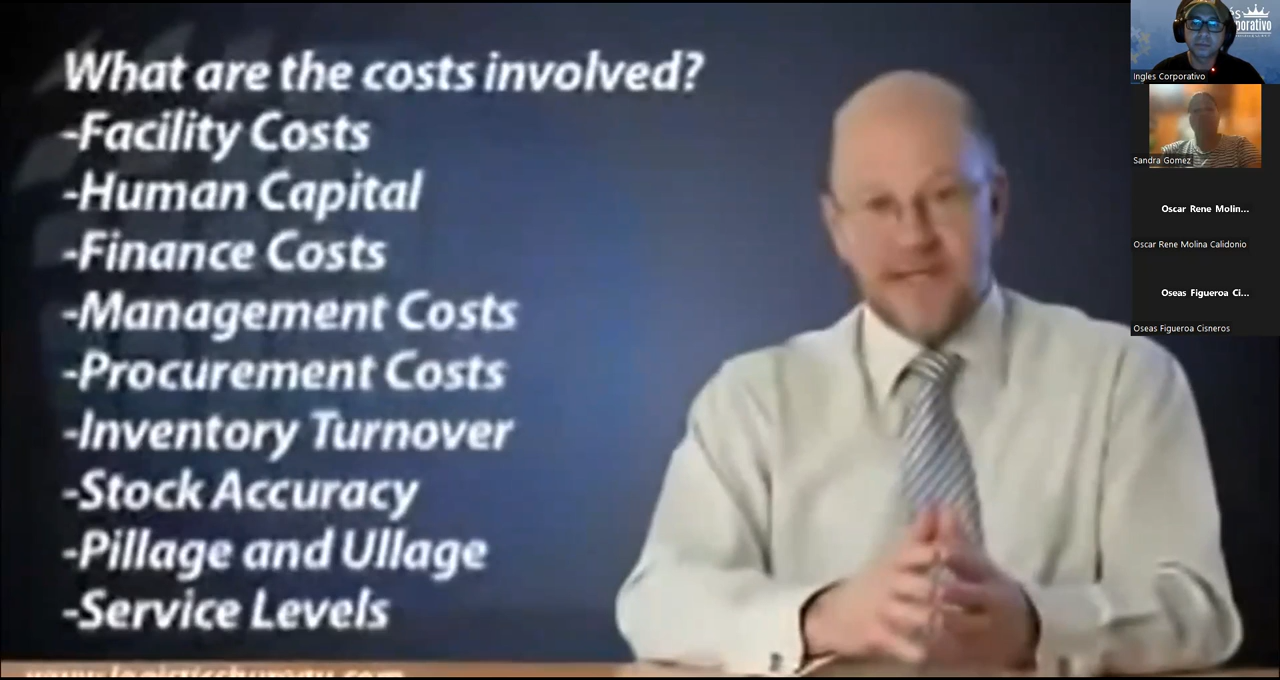 What are the costs involved?
-Facility Costs
-Human Capital
-Finance Costs
-Management Costs
-Procurement Costs
-Inventory Turnover
-Stock Accuracy
-Pillage and Ullage
-Service Levels
Ingles Corporativo
Sandra Gomez
Oscar Rene Molin...
Oscar Rene Molina Calidonio
Oseas Figueroa Ci...
Oseas Figueroa Cisneros